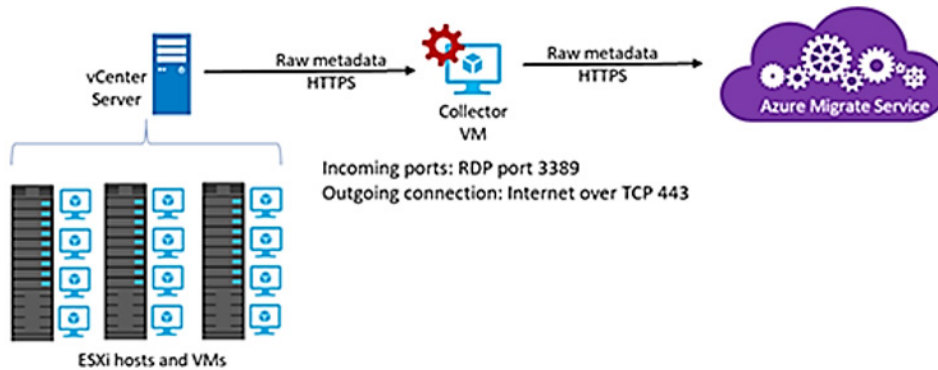 vCenter
Server
Raw metadata
HTTPS
Collector
VM
Raw metadata
HTTPS
Azure Migrate Service
Incoming ports: RDP port 3389
Outgoing connection: Internet over TCP 443
ESXi hosts and VMs